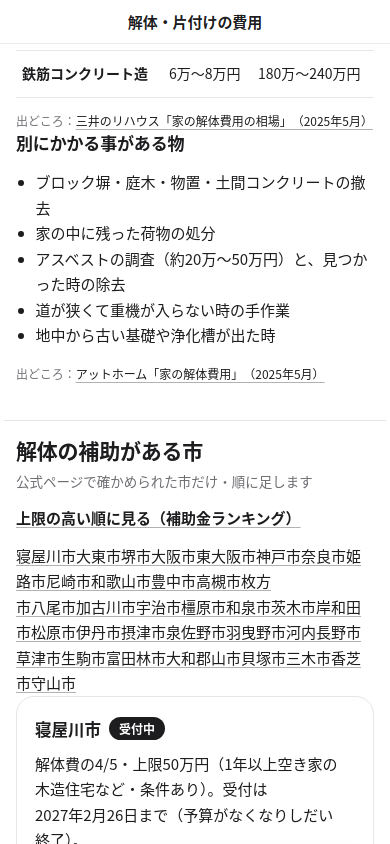 解体・片付けの費用
鉄筋コンクリート造 6万〜8万円 180万〜240万円
出どころ：三井のリハウス「家の解体費用の相場」（2025年5月）
別にかかる事がある物
ブロック塀・庭木・物置・土間コンクリートの撤
去
家の中に残った荷物の処分
アスベストの調査（約20万〜50万円）と、見つか
った時の除去
道が狭くて重機が入らない時の手作業
地中から古い基礎や浄化槽が出た時
出どころ：アットホーム「家の解体費用」（2025年5月）
解体の補助がある市
公式ページで確かめられた市だけ・順に足します
上限の高い順に見る（補助金ランキング）
寝屋川市大東市堺市大阪市東大阪市神戸市奈良市姫
路市尼崎市和歌山市豊中市高槻市枚方
市八尾市加古川市宇治市橿原市和泉市茨木市岸和田
市松原市伊丹市摂津市泉佐野市羽曳野市河内長野市
草津市生駒市富田林市大和郡山市貝塚市三木市香芝
市守山市
寝屋川市 受付中
解体費の4/5・上限50万円（1年以上空き家の
木造住宅など・条件あり）。受付は
2027年2月26日まで（予算がなくなりしだい
終了）。